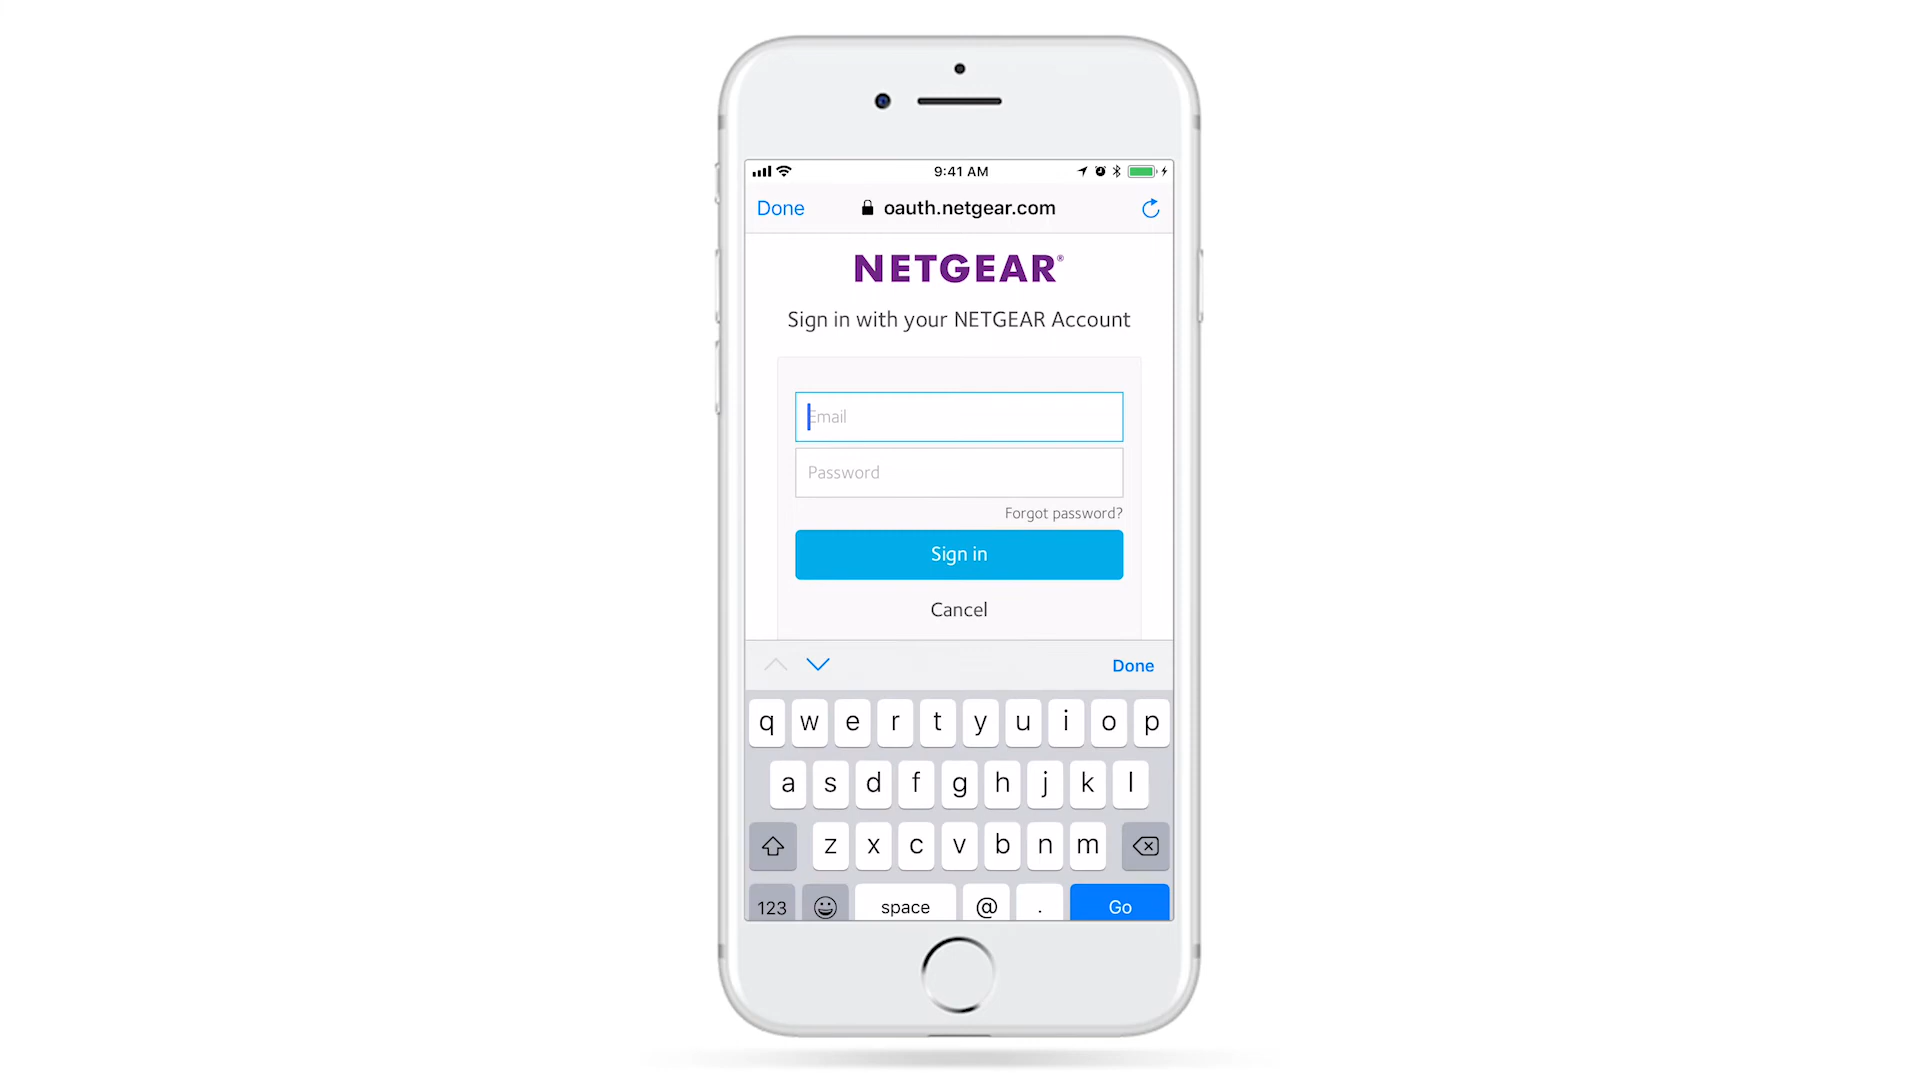 9:41 AM
Done oauth.netgear.com
NETGEAR®
Sign in with your NETGEAR Account
Email
Password
Forgot password?
Sign in
Cancel
Done
q w e r t y u i o p
a s d f g h j k l
z x c v b n m
123 space @ . Go